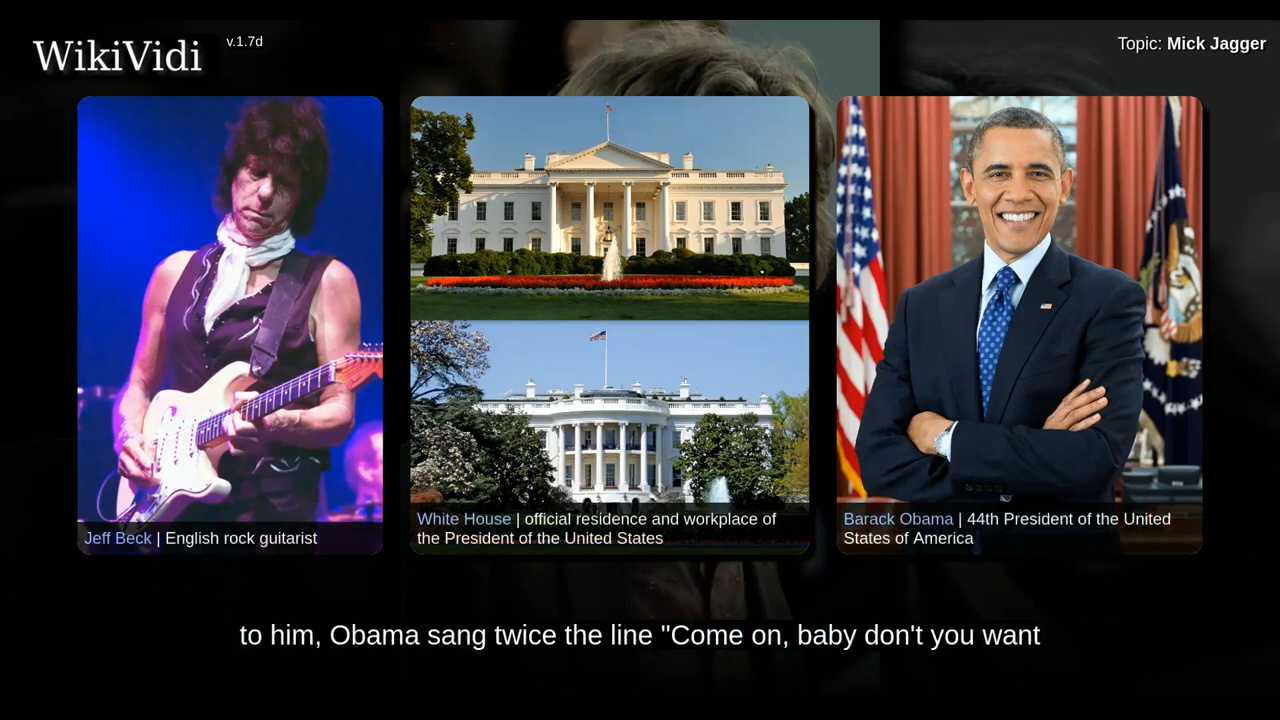 WikiVidi
v.1.7d
Topic: Mick Jagger
Jeff Beck | English rock guitarist
White House | official residence and workplace of
the President of the United States
Barack Obama | 44th President of the United
States of America
to him, Obama sang twice the line "Come on, baby don't you want